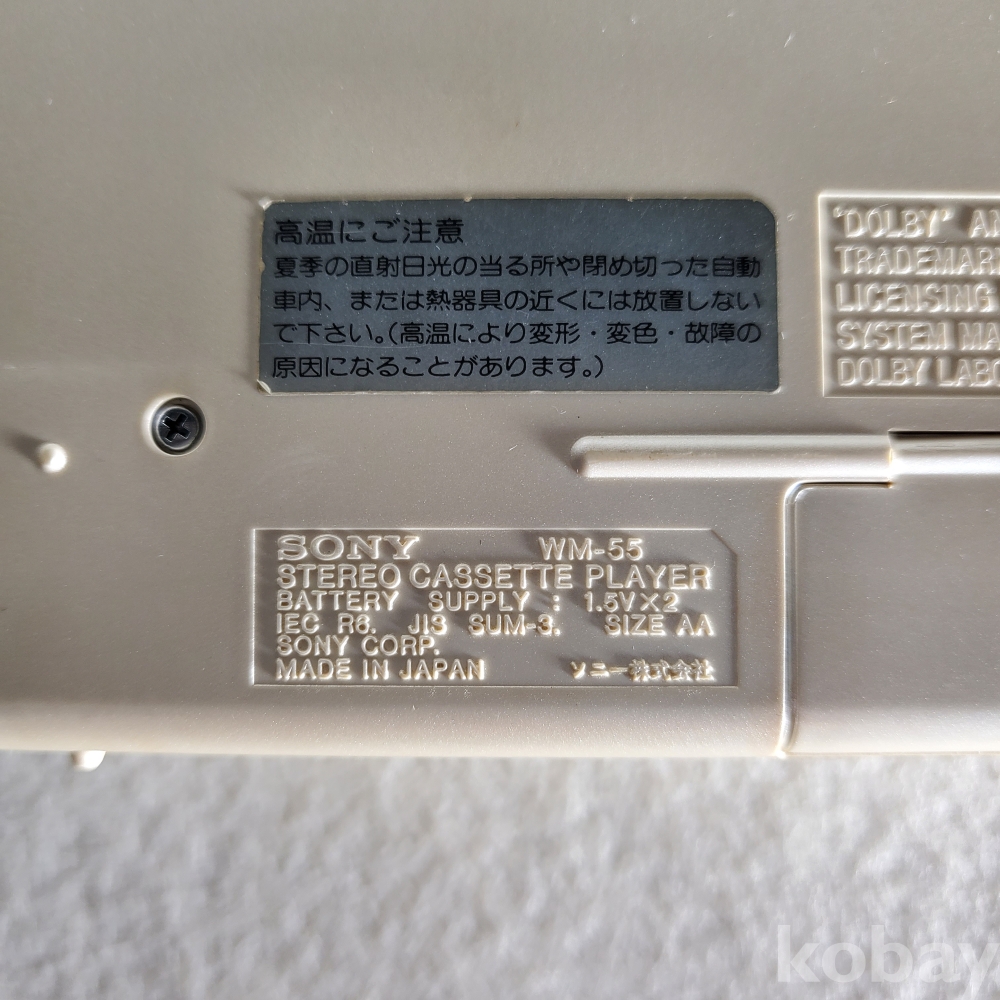 高温にご注意
夏季の直射日光の当る所や閉め切った自動
車内、または熱器具の近くには放置しない
で下さい。(高温により変形・変色・故障の
原因になることがあります。)
"DOLBY"
LICENSING
SYSTEM
DOLBY
SONY WM-55
STEREO CASSETTE PLAYER
BATTERY SUPPLY : 1.5V×2
IEC R6. JIS SUM-3. SIZE AA
SONY CORP.
MADE IN JAPAN ソニー株式会社
kobay